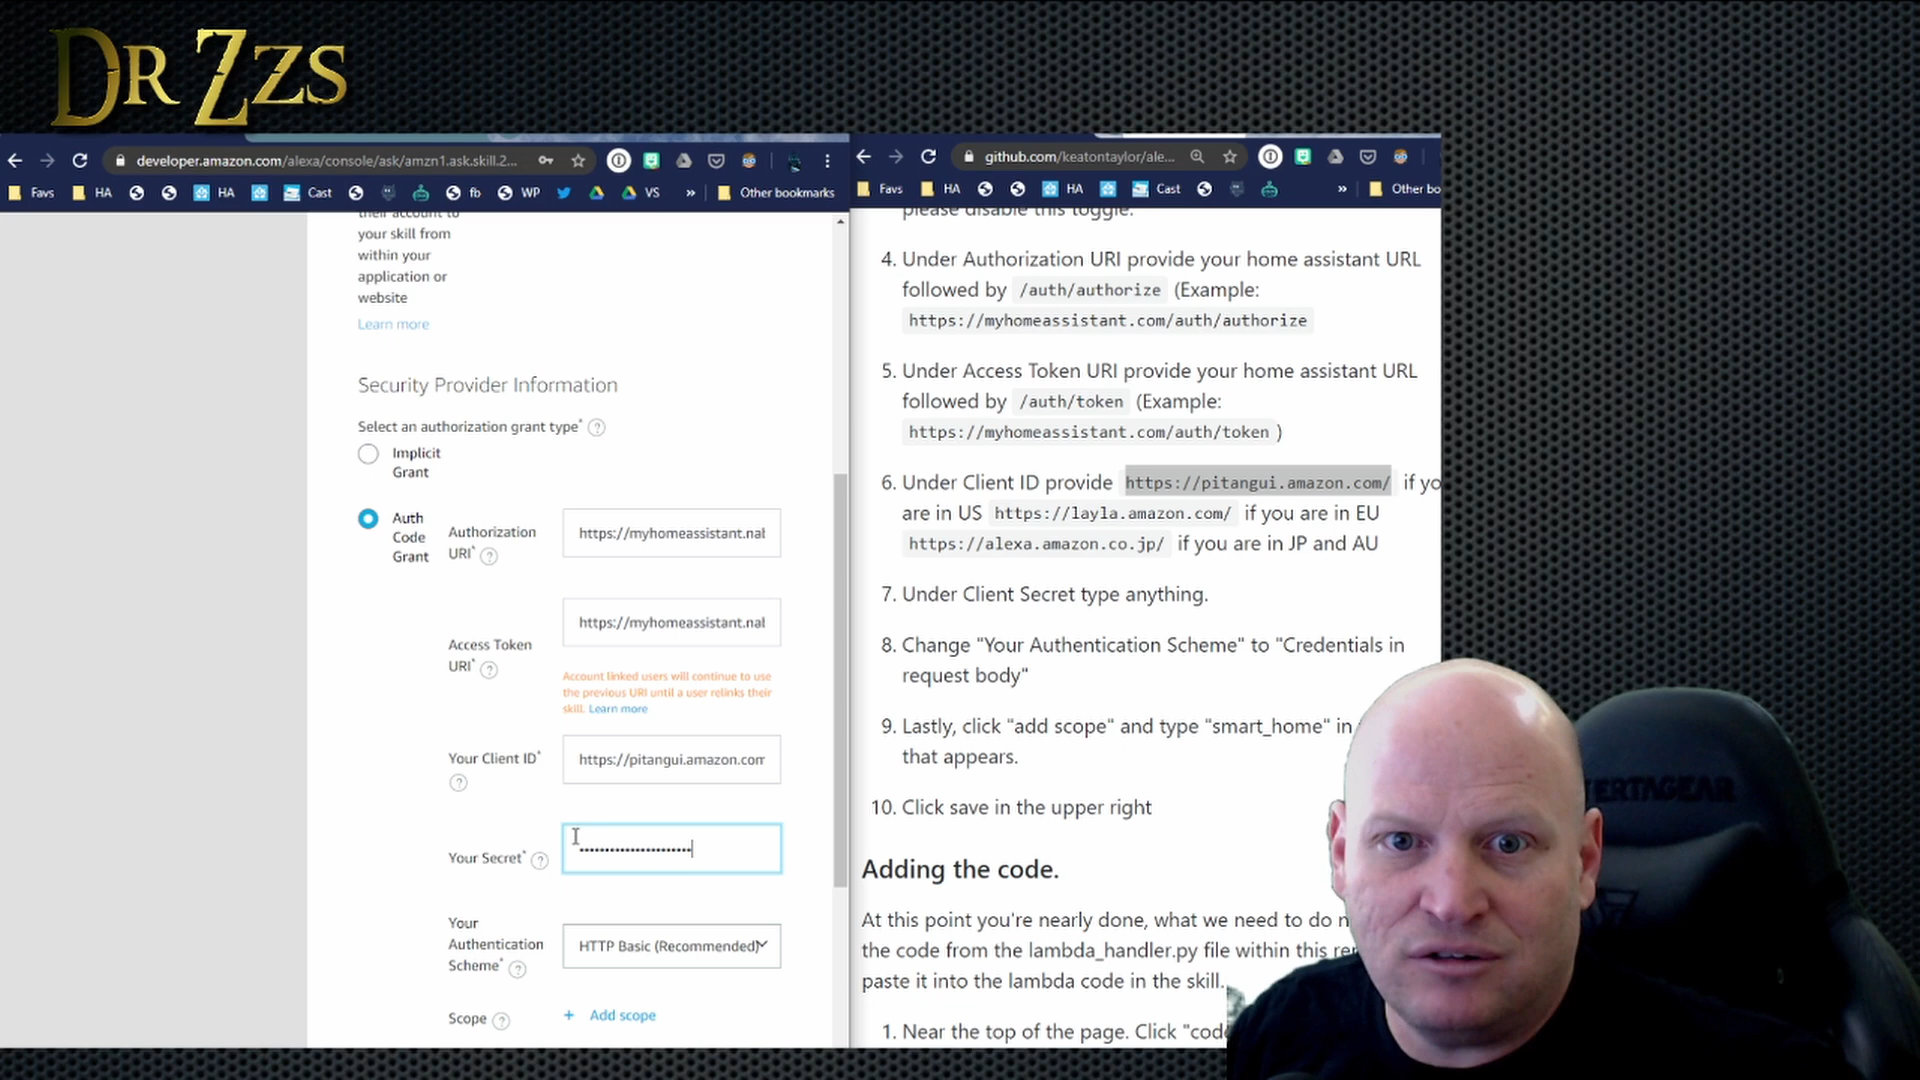 DR ZZS
developer.amazon.com/alexa/console/ask/amzn1.ask.skill.2...
Favs HA HA Cast fb WP VS » Other bookmarks
their account to
your skill from
within your
application or
website
Learn more
Security Provider Information
Select an authorization grant type*
Implicit
Grant
Auth
Code
Grant
Authorization
URI*
https://myhomeassistant.nal
Access Token
URI*
https://myhomeassistant.nal
Account linked users will continue to use
the previous URI until a user relinks their
skill. Learn more
Your Client ID*
https://pitangui.amazon.com
Your Secret*
Your
Authentication
Scheme*
HTTP Basic (Recommended)
Scope
+ Add scope
github.com/keatontaylor/ale...
Favs HA HA Cast » Other bo
please disable this toggle.
4. Under Authorization URI provide your home assistant URL
followed by /auth/authorize (Example:
https://myhomeassistant.com/auth/authorize
5. Under Access Token URI provide your home assistant URL
followed by /auth/token (Example:
https://myhomeassistant.com/auth/token )
6. Under Client ID provide https://pitangui.amazon.com/ if yo
are in US https://layla.amazon.com/ if you are in EU
https://alexa.amazon.co.jp/ if you are in JP and AU
7. Under Client Secret type anything.
8. Change "Your Authentication Scheme" to "Credentials in
request body"
9. Lastly, click "add scope" and type "smart_home" in
that appears.
10. Click save in the upper right
Adding the code.
At this point you're nearly done, what we need to do n
the code from the lambda_handler.py file within this re
paste it into the lambda code in the skill.
1. Near the top of the page. Click "code
ERTAGEAR